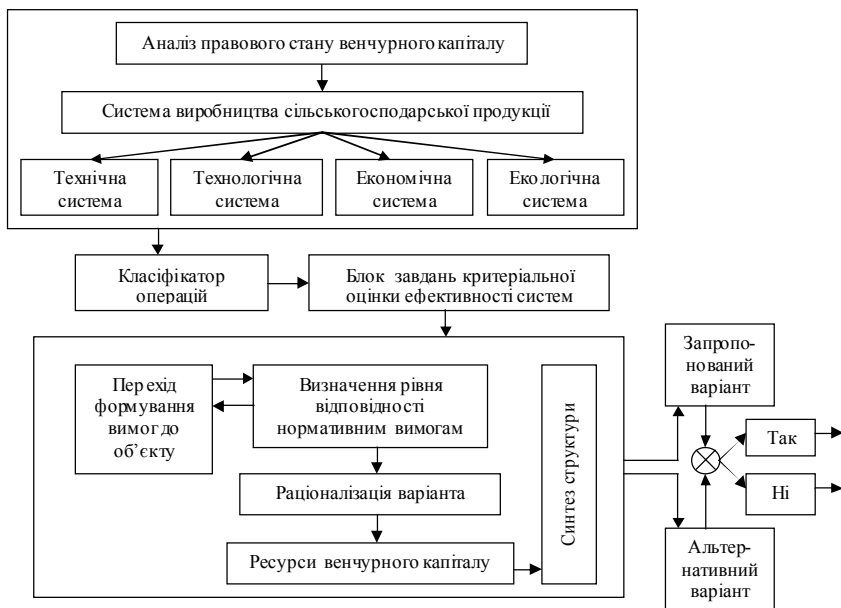 Аналіз правового стану венчурного капіталу
Система виробництва сільськогосподарської продукції
Технічна
система
Технологічна
система
Економічна
система
Екологічна
система
Класіфікатор
операцій
Блок завдань критеріальної
оцінки ефективності систем
Перехід
формування
вимог до
об’єкту
Визначення рівня
відповідності
нормативним вимогам
Раціоналізація варіанта
Ресурси венчурного капіталу
Синтез структури
Запропо-
нований
варіант
Так
Ні
Альтер-
нативний
варіант